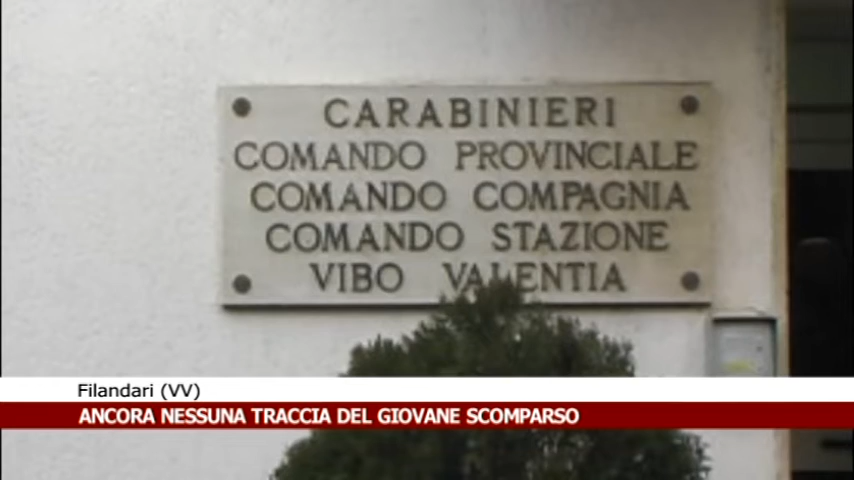 CARABINIERI
COMANDO PROVINCIALE
COMANDO COMPAGNIA
COMANDO STAZIONE
VIBO VALENTIA
Filandari (VV)
ANCORA NESSUNA TRACCIA DEL GIOVANE SCOMPARSO